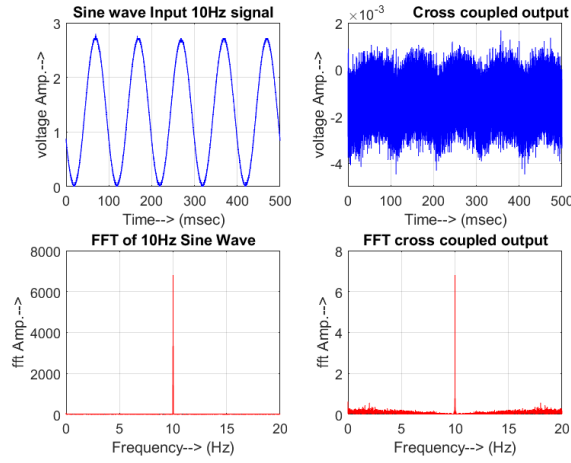 Sine wave Input 10Hz signal
voltage Amp.-->
3
2
1
0
0 100 200 300 400 500
Time--> (msec)
Cross coupled output
×10⁻³
voltage Amp.-->
2
0
-2
-4
0 100 200 300 400 500
Time--> (msec)
FFT of 10Hz Sine Wave
fft Amp.-->
8000
6000
4000
2000
0
0 5 10 15 20
Frequency--> (Hz)
FFT cross coupled output
fft Amp.-->
8
6
4
2
0
0 5 10 15 20
Frequency--> (Hz)